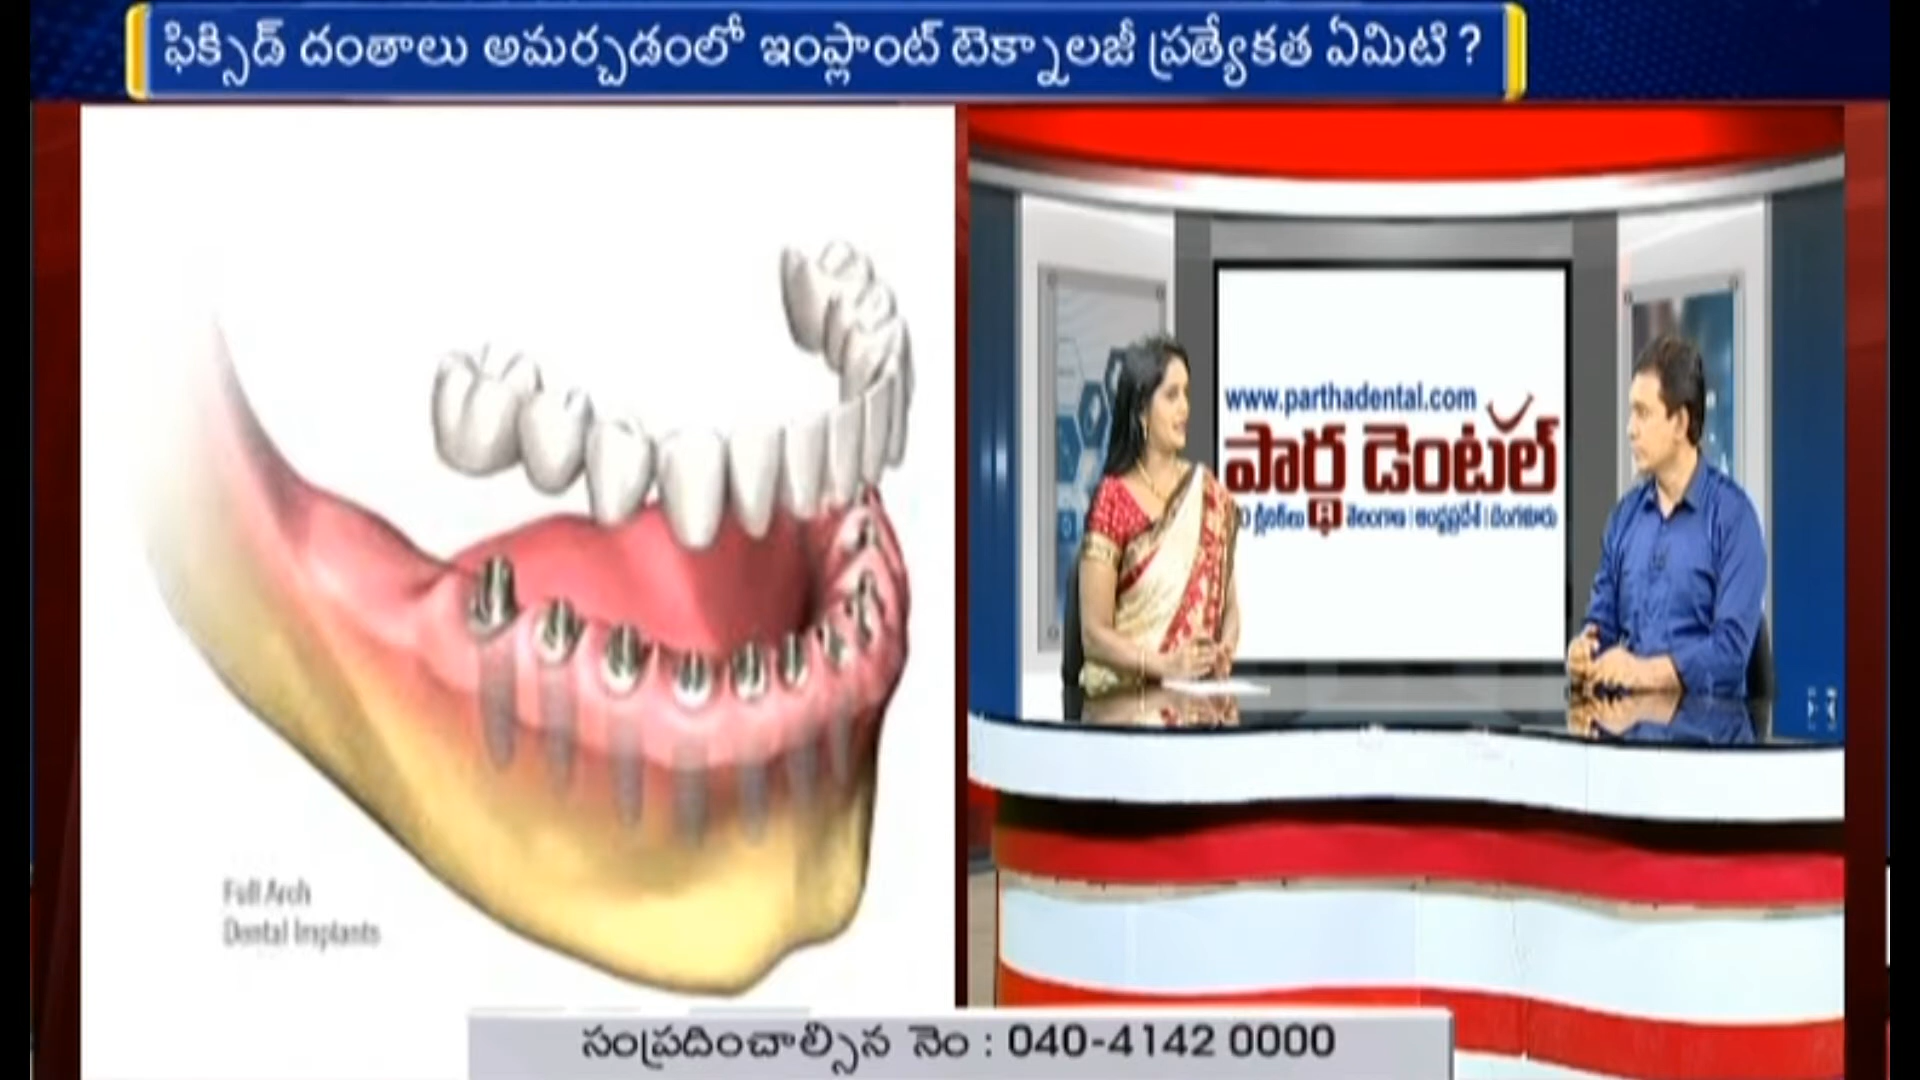 ఫిక్సిడ్ దంతాలు అమర్చడంలో ఇంప్లాంట్ టెక్నాలజీ ప్రత్యేకత ఏమిటి ?
www.parthadental.com
పార్థ డెంటల్
క్లినిక్‌లు తెలంగాణ | ఆంధ్రప్రదేశ్ | బెంగళూరు
Full Arch
Dental Implants
సంప్రదించాల్సిన నెం : 040-4142 0000